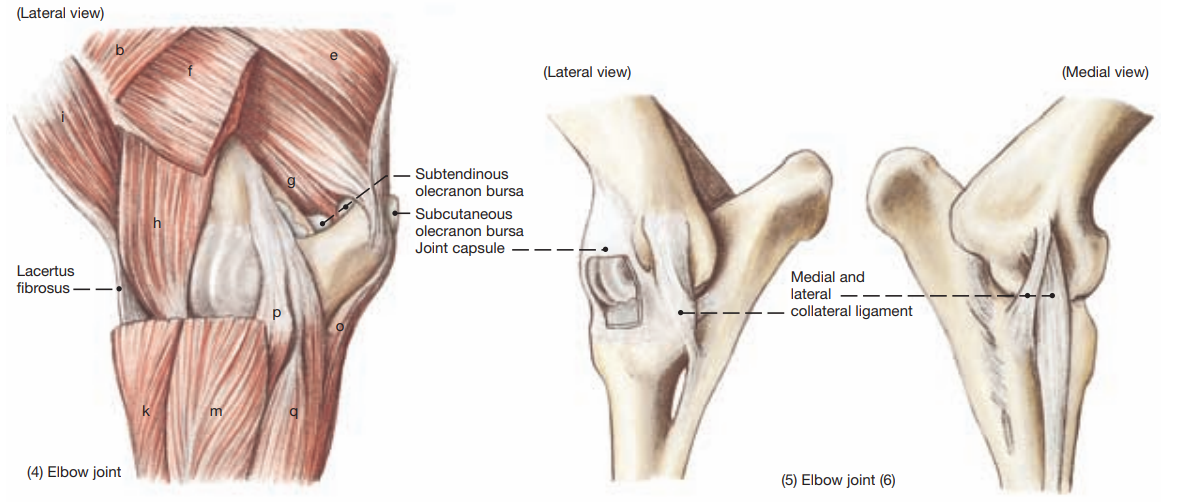 (Lateral view)
b
f
e
i
g
h
Subtendinous
olecranon bursa
Subcutaneous
olecranon bursa
Joint capsule
Lacertus
fibrosus
p
o
k
m
q
(4) Elbow joint
(Lateral view)
(Medial view)
Medial and
lateral
collateral ligament
(5) Elbow joint (6)